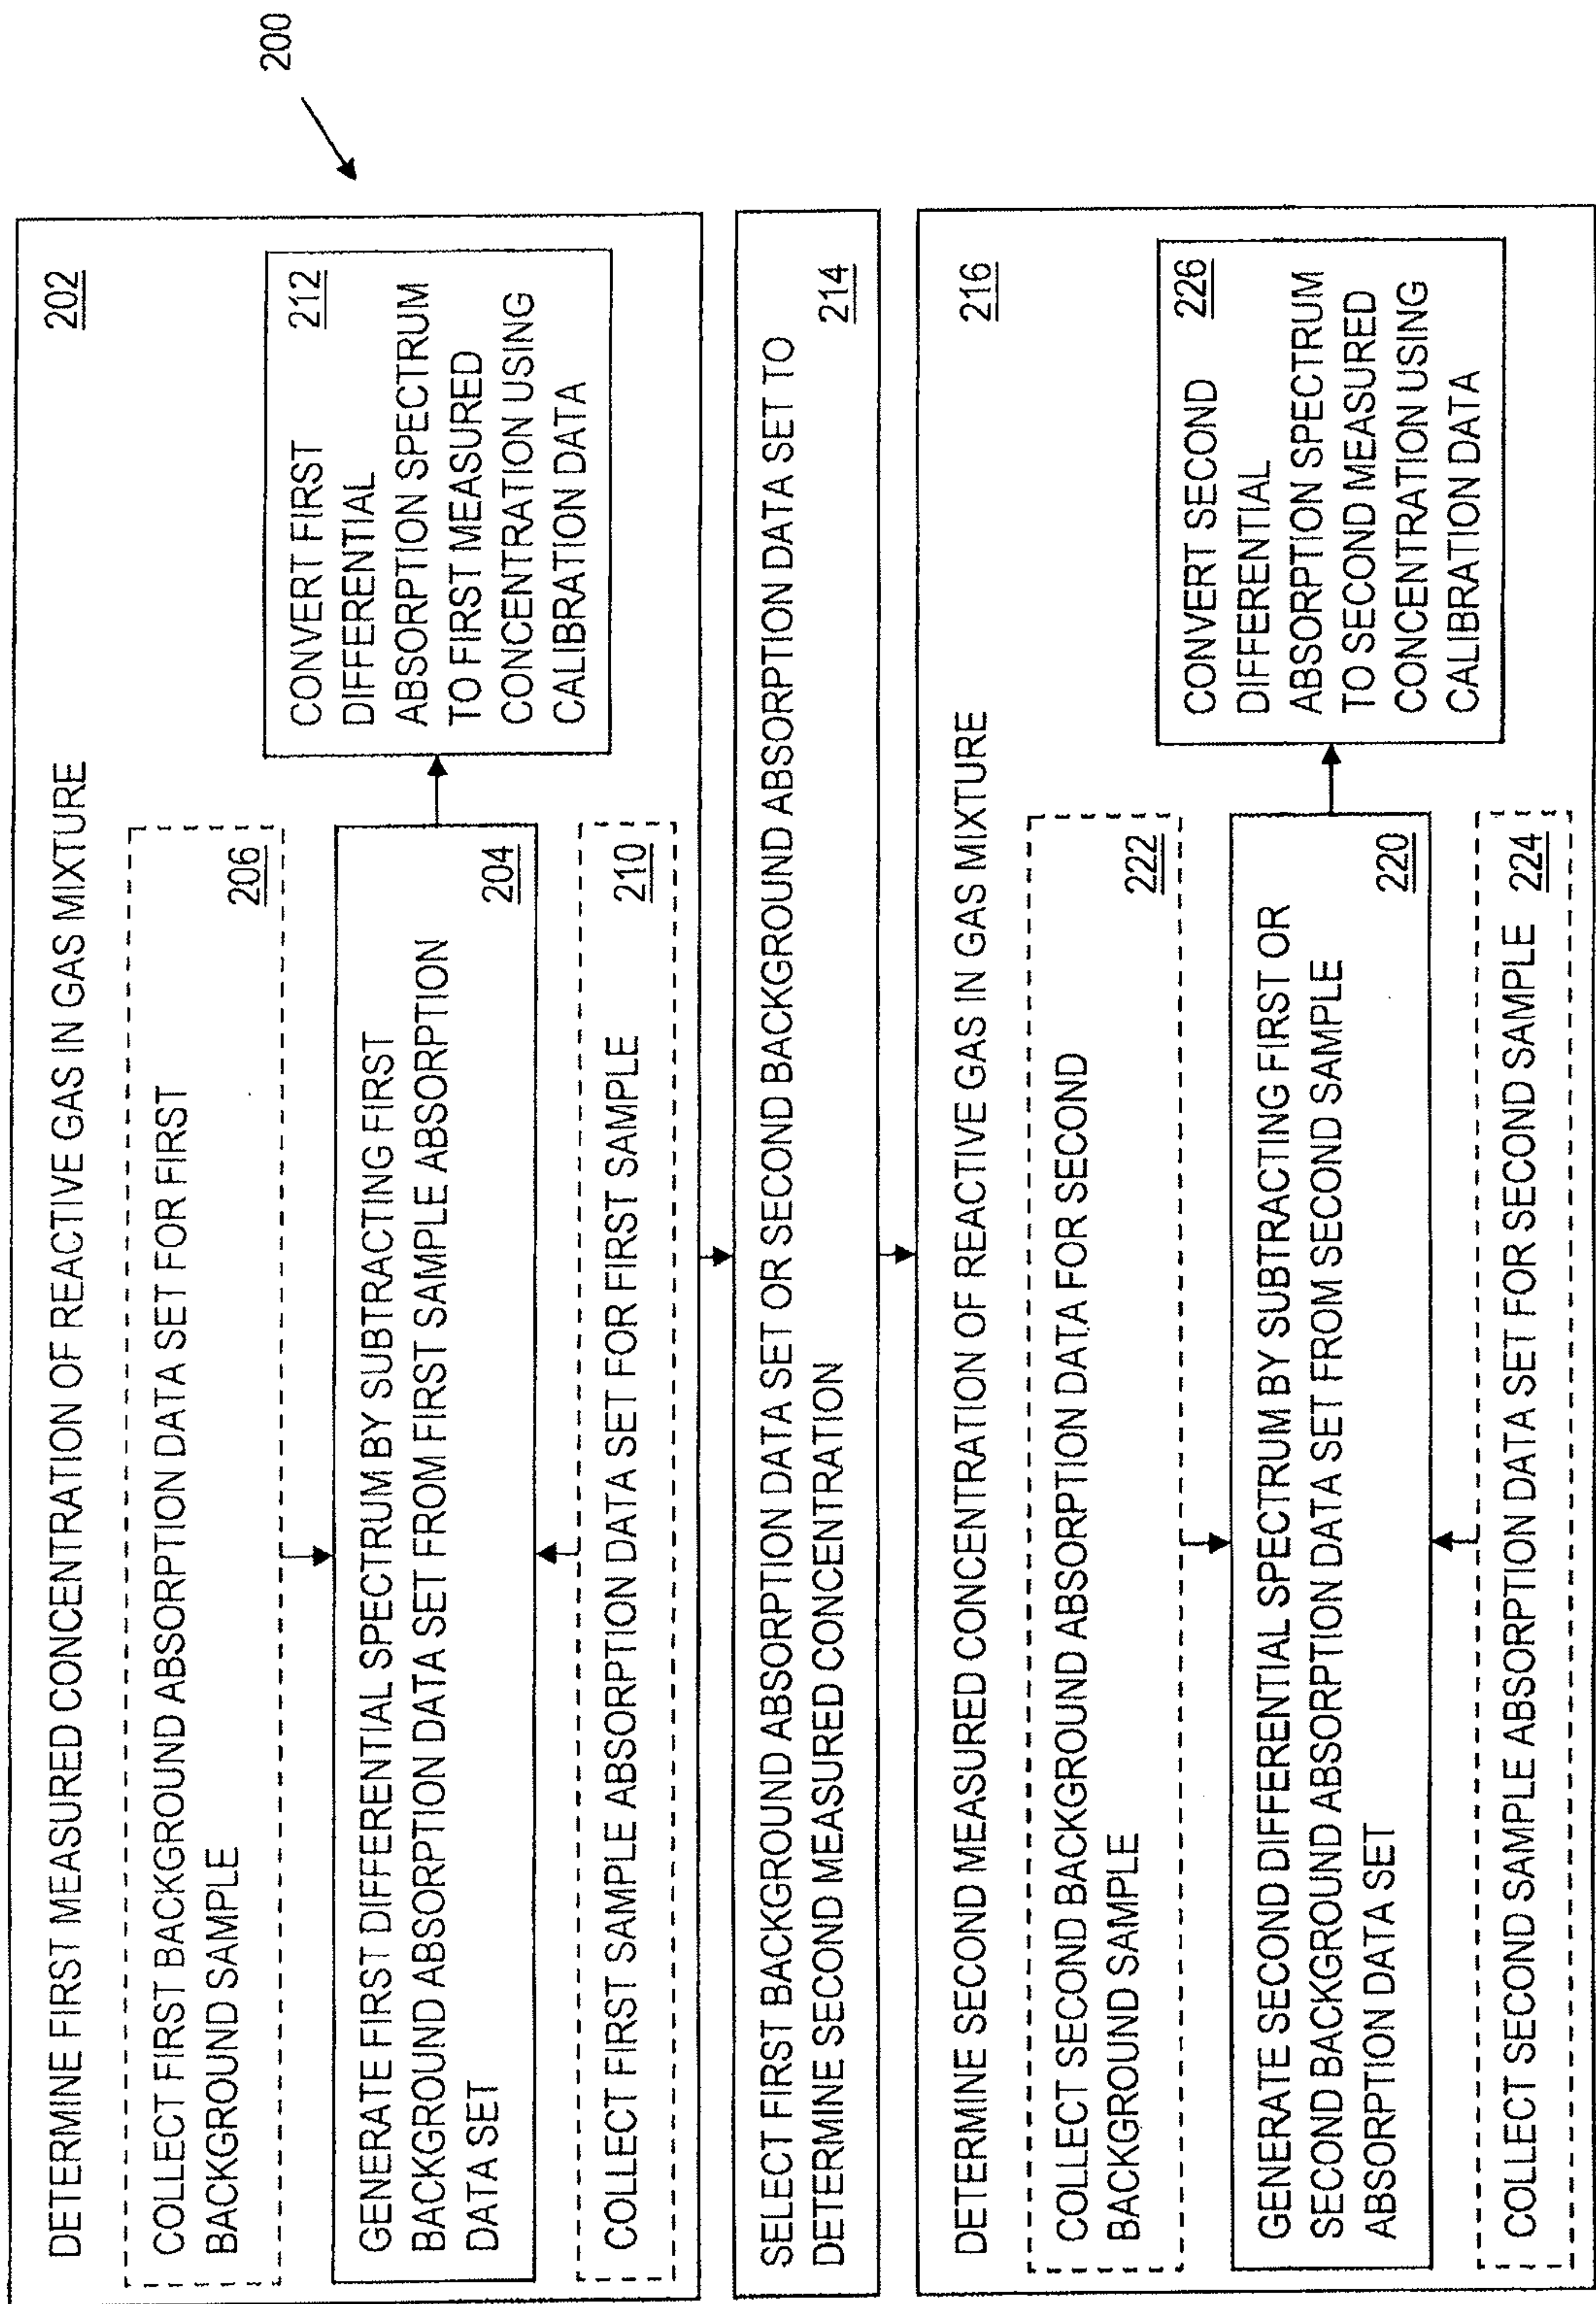 200
DETERMINE FIRST MEASURED CONCENTRATION OF REACTIVE GAS IN GAS MIXTURE 202
COLLECT FIRST BACKGROUND ABSORPTION DATA SET FOR FIRST
BACKGROUND SAMPLE 206
GENERATE FIRST DIFFERENTIAL SPECTRUM BY SUBTRACTING FIRST
BACKGROUND ABSORPTION DATA SET FROM FIRST SAMPLE ABSORPTION
DATA SET 204
COLLECT FIRST SAMPLE ABSORPTION DATA SET FOR FIRST SAMPLE 210
CONVERT FIRST 212
DIFFERENTIAL
ABSORPTION SPECTRUM
TO FIRST MEASURED
CONCENTRATION USING
CALIBRATION DATA
SELECT FIRST BACKGROUND ABSORPTION DATA SET OR SECOND BACKGROUND ABSORPTION DATA SET TO
DETERMINE SECOND MEASURED CONCENTRATION 214
DETERMINE SECOND MEASURED CONCENTRATION OF REACTIVE GAS IN GAS MIXTURE 216
COLLECT SECOND BACKGROUND ABSORPTION DATA FOR SECOND
BACKGROUND SAMPLE 222
GENERATE SECOND DIFFERENTIAL SPECTRUM BY SUBTRACTING FIRST OR
SECOND BACKGROUND ABSORPTION DATA SET FROM SECOND SAMPLE
ABSORPTION DATA SET 220
COLLECT SECOND SAMPLE ABSORPTION DATA SET FOR SECOND SAMPLE 224
CONVERT SECOND 226
DIFFERENTIAL
ABSORPTION SPECTRUM
TO SECOND MEASURED
CONCENTRATION USING
CALIBRATION DATA